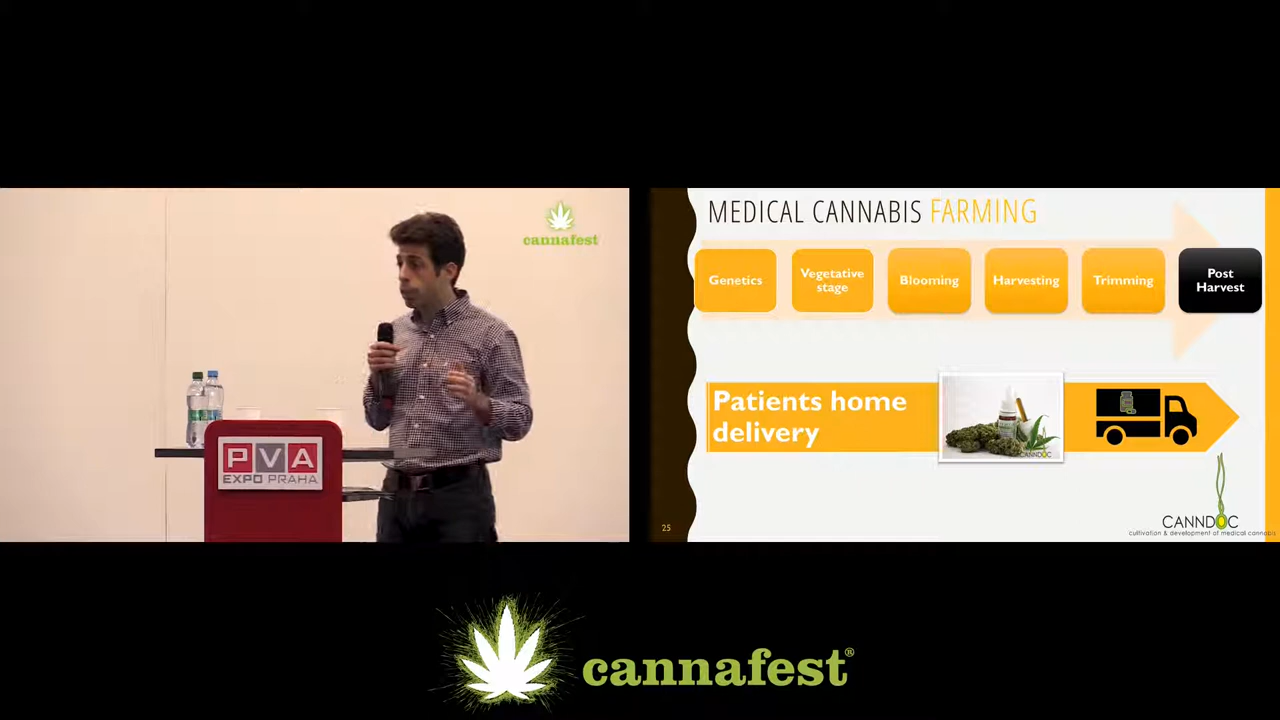 cannafest
PVA
EXPO PRAHA
MEDICAL CANNABIS FARMING
Genetics
Vegetative
stage
Blooming
Harvesting
Trimming
Post
Harvest
Patients home
delivery
CANNDOC
25
CANNDOC
cultivation & development of medical cannabis
cannafest®